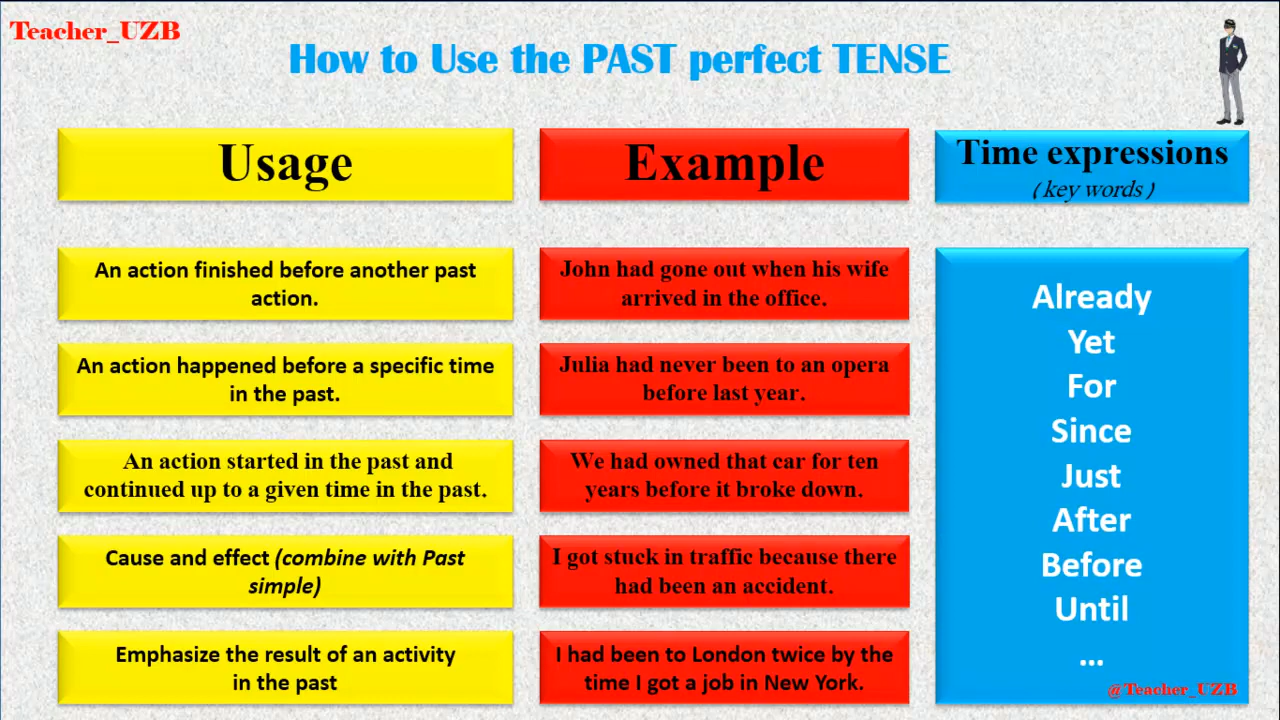 Teacher_UZB
How to Use the PAST perfect TENSE
Usage
Example
Time expressions
( key words )
An action finished before another past
action.
John had gone out when his wife
arrived in the office.
An action happened before a specific time
in the past.
Julia had never been to an opera
before last year.
An action started in the past and
continued up to a given time in the past.
We had owned that car for ten
years before it broke down.
Cause and effect (combine with Past
simple)
I got stuck in traffic because there
had been an accident.
Emphasize the result of an activity
in the past
I had been to London twice by the
time I got a job in New York.
Already
Yet
For
Since
Just
After
Before
Until
...
@Teacher_UZB